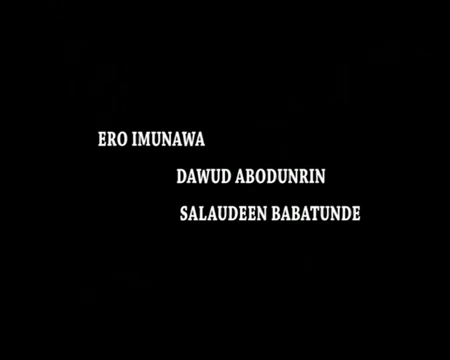 ERO IMUNAWA
DAWUD ABODUNRIN
SALAUDEEN BABATUNDE